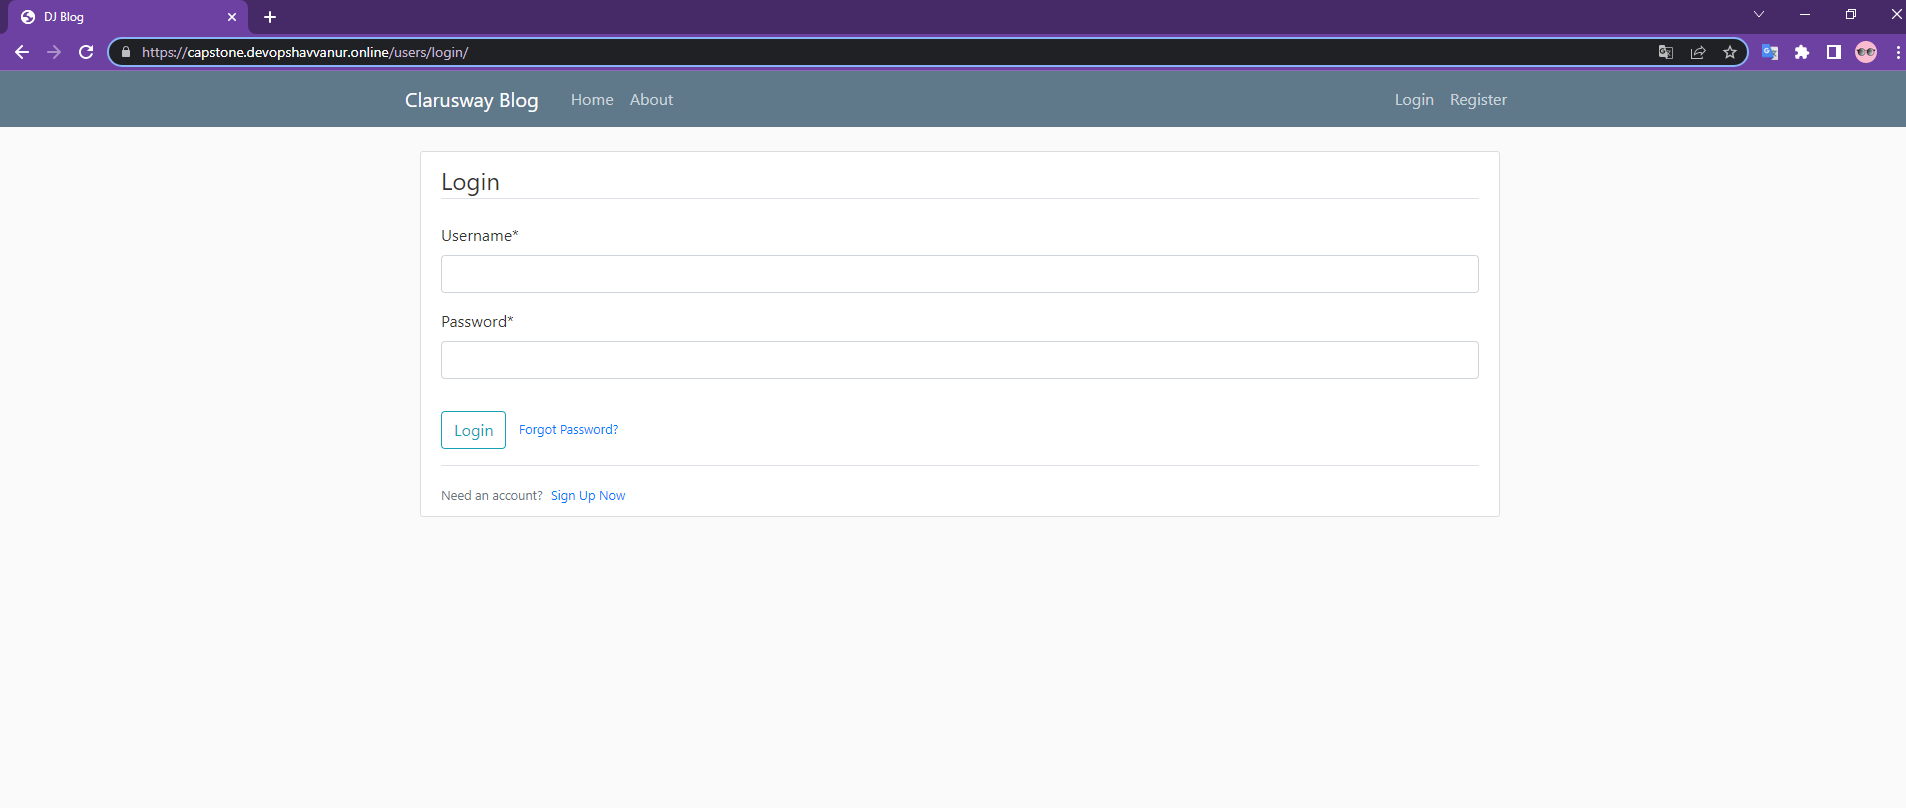 DJ Blog
https://capstone.devopshavvanur.online/users/login/
Clarusway Blog Home About Login Register
Login
Username*
Password*
Login Forgot Password?
Need an account? Sign Up Now